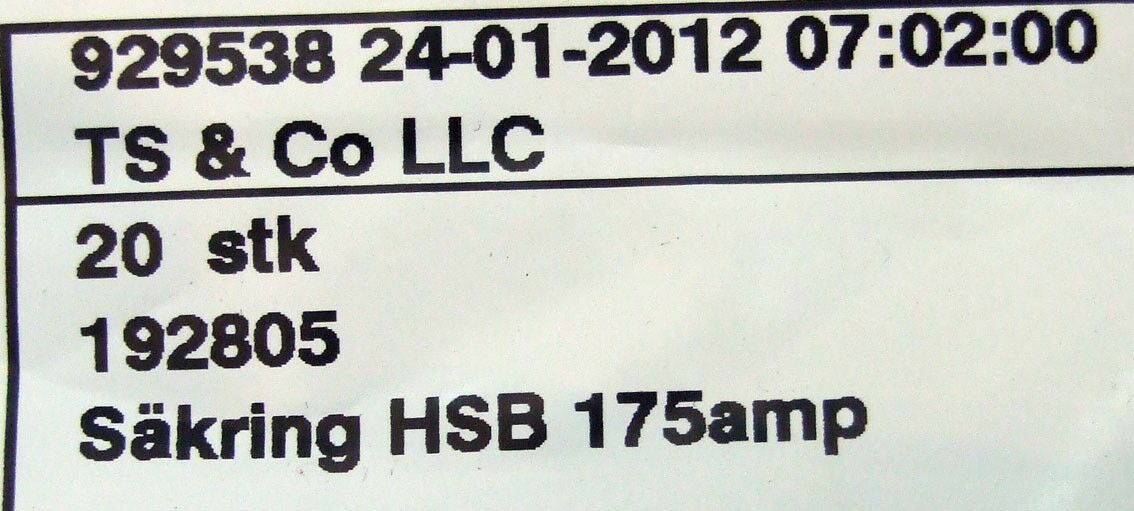 929538 24-01-2012 07:02:00
TS & Co LLC
20 stk
192805
Säkring HSB 175amp